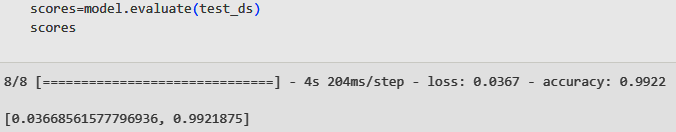 scores=model.evaluate(test_ds)
scores
8/8 [==============================] - 4s 204ms/step - loss: 0.0367 - accuracy: 0.9922
[0.03668561577796936, 0.9921875]